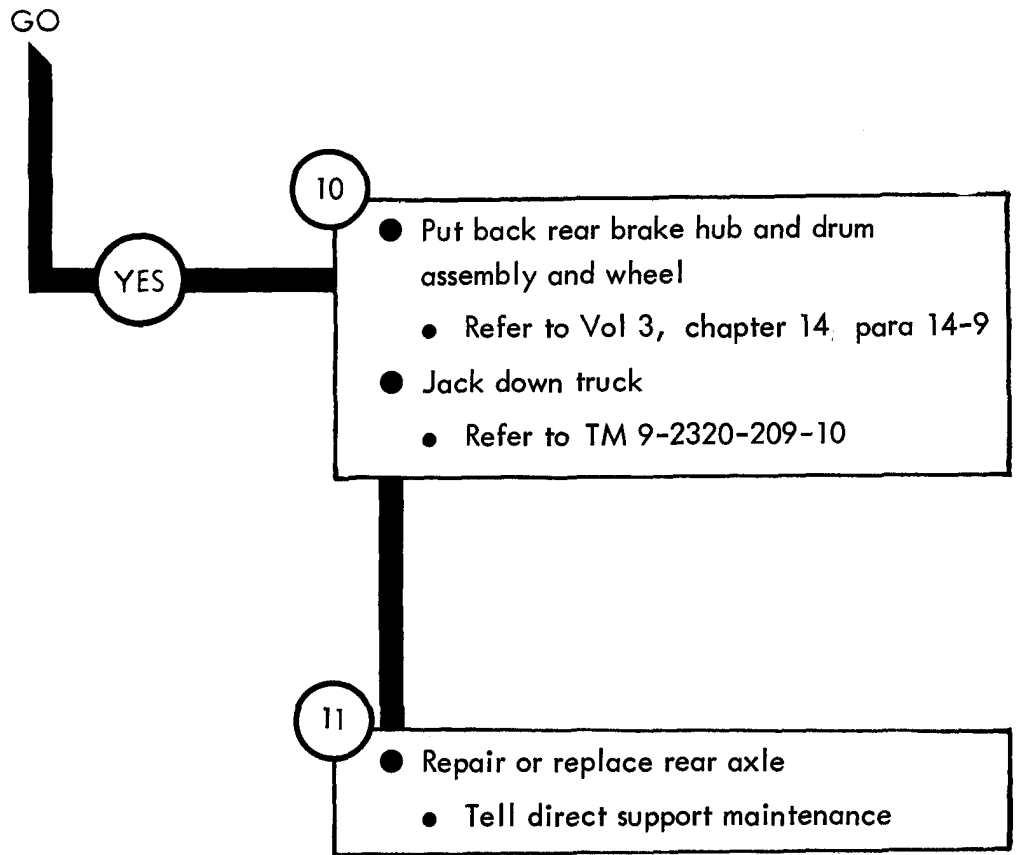 GO
10
● Put back rear brake hub and drum
assembly and wheel
● Refer to Vol 3, chapter 14, para 14-9
YES
● Jack down truck
● Refer to TM 9-2320-209-10
11
● Repair or replace rear axle
● Tell direct support maintenance